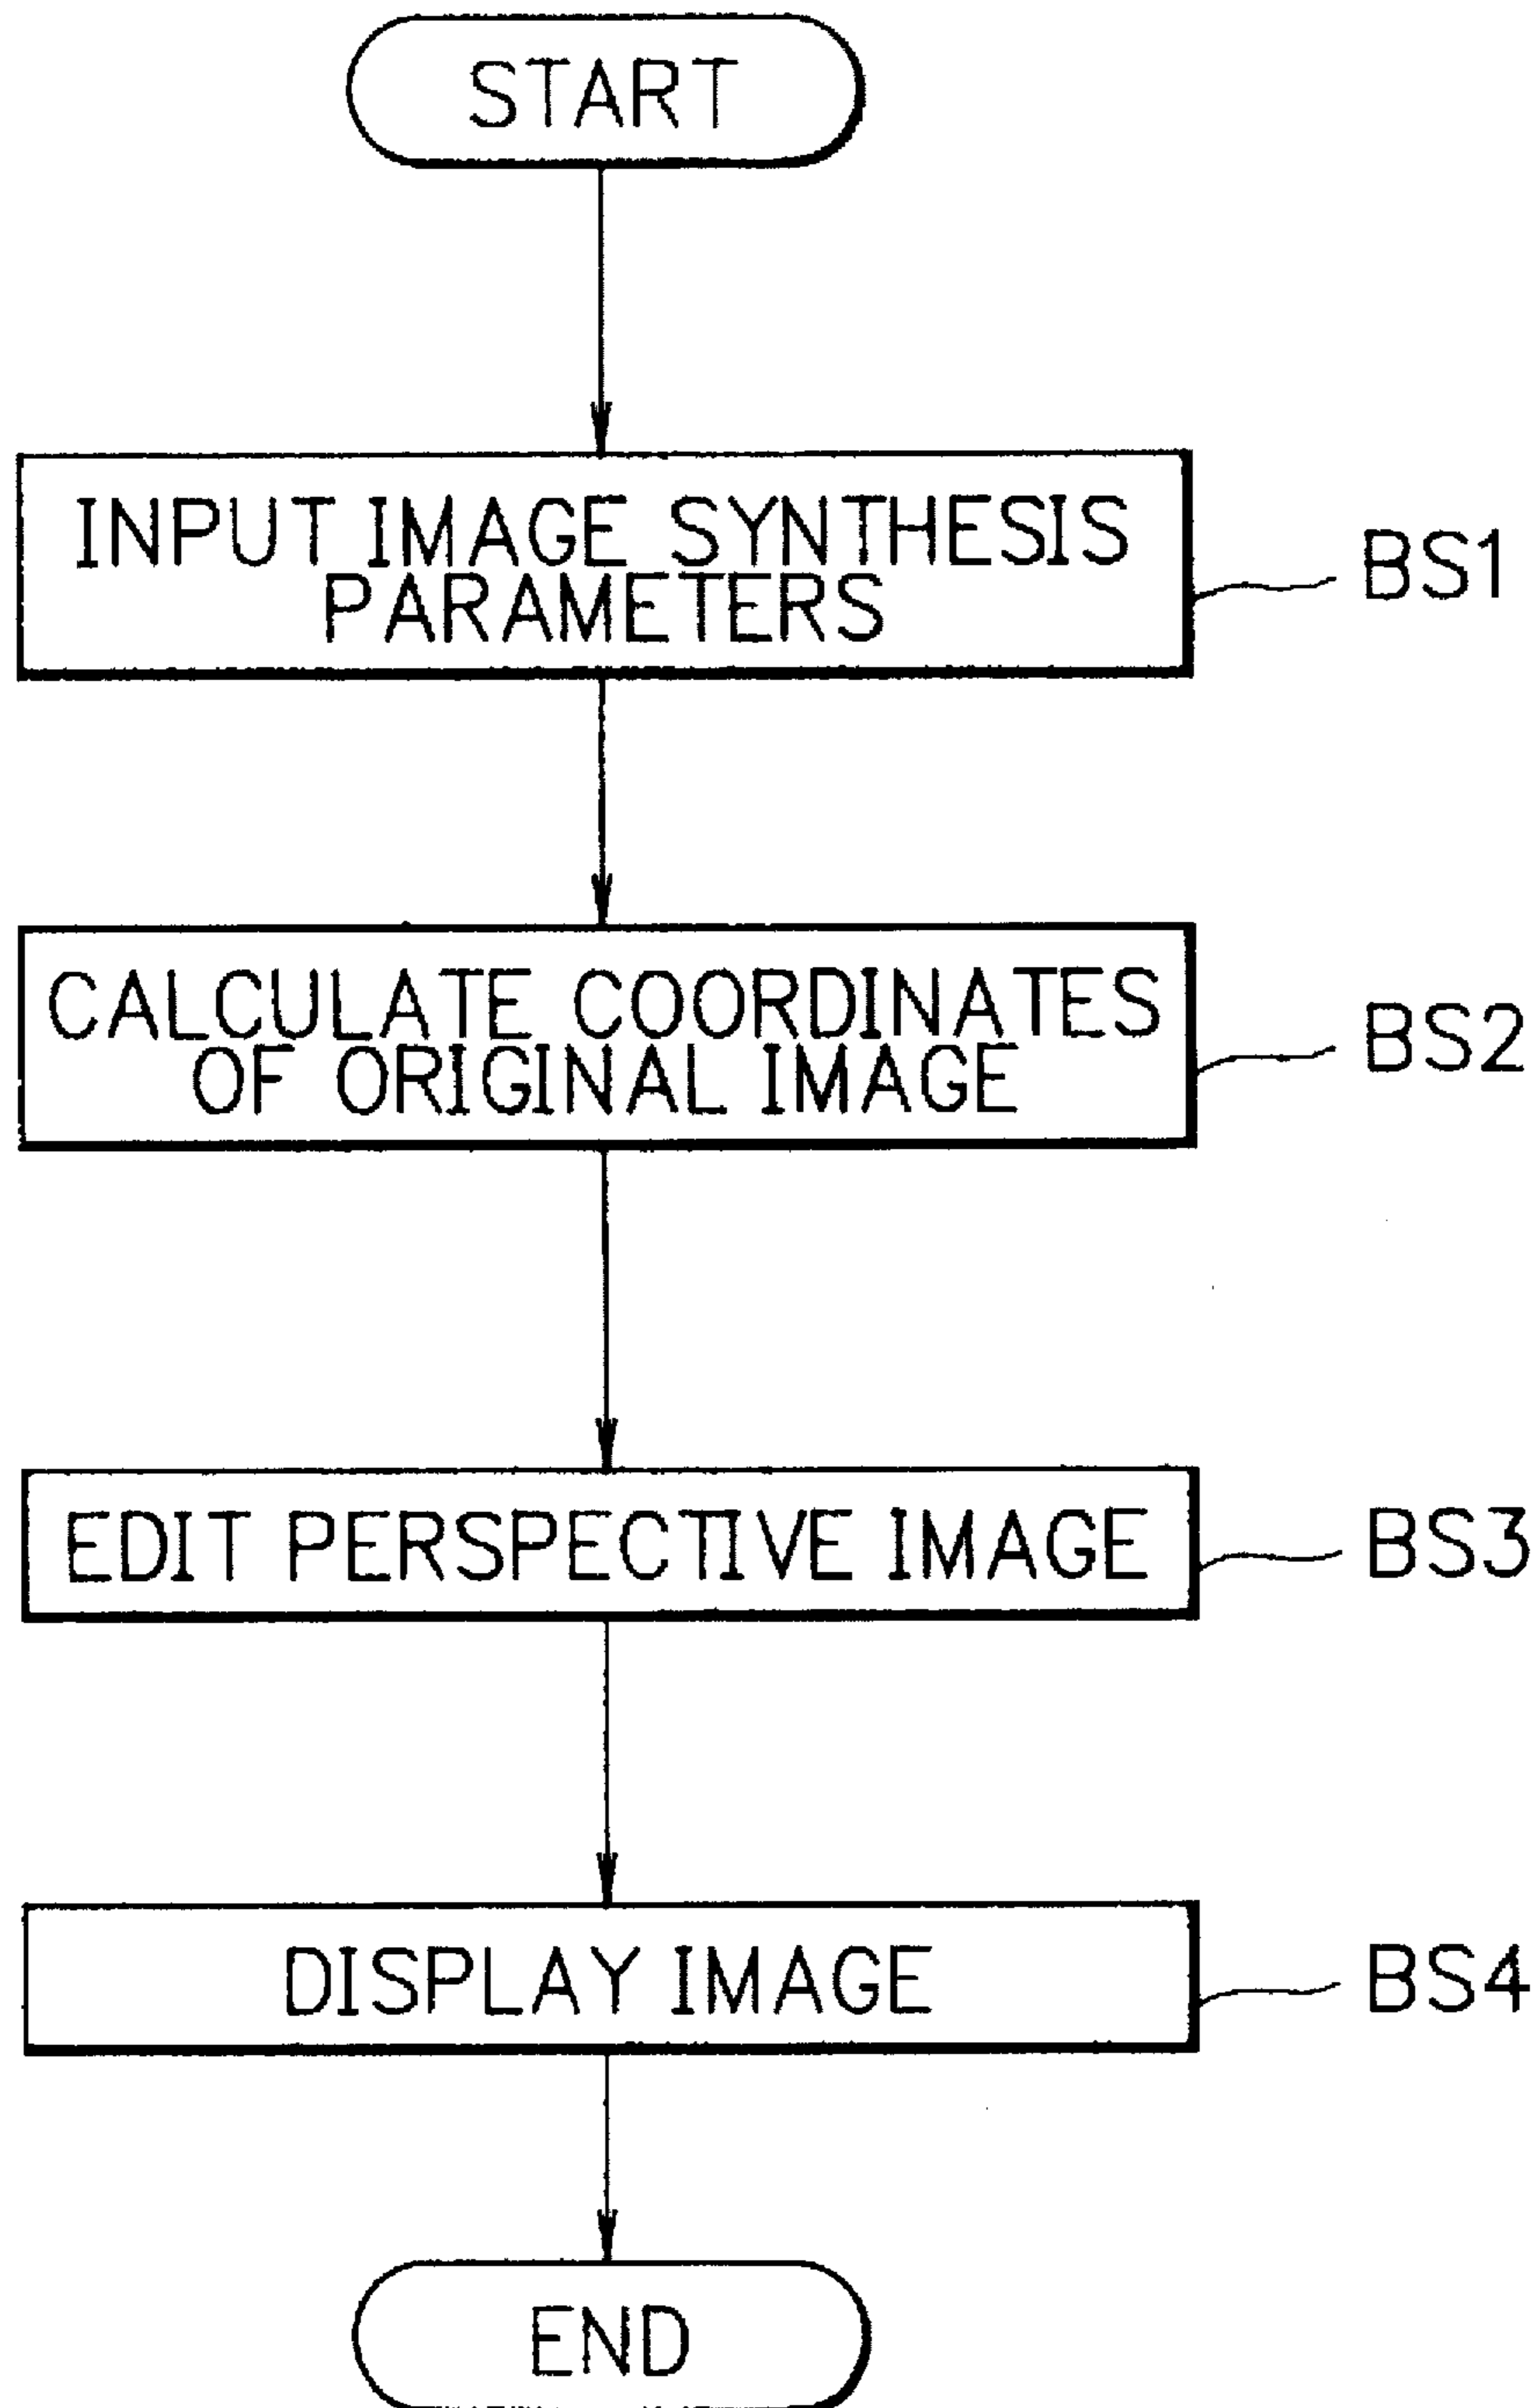 START
INPUT IMAGE SYNTHESIS
PARAMETERS
BS1
CALCULATE COORDINATES
OF ORIGINAL IMAGE
BS2
EDIT PERSPECTIVE IMAGE
BS3
DISPLAY IMAGE
BS4
END